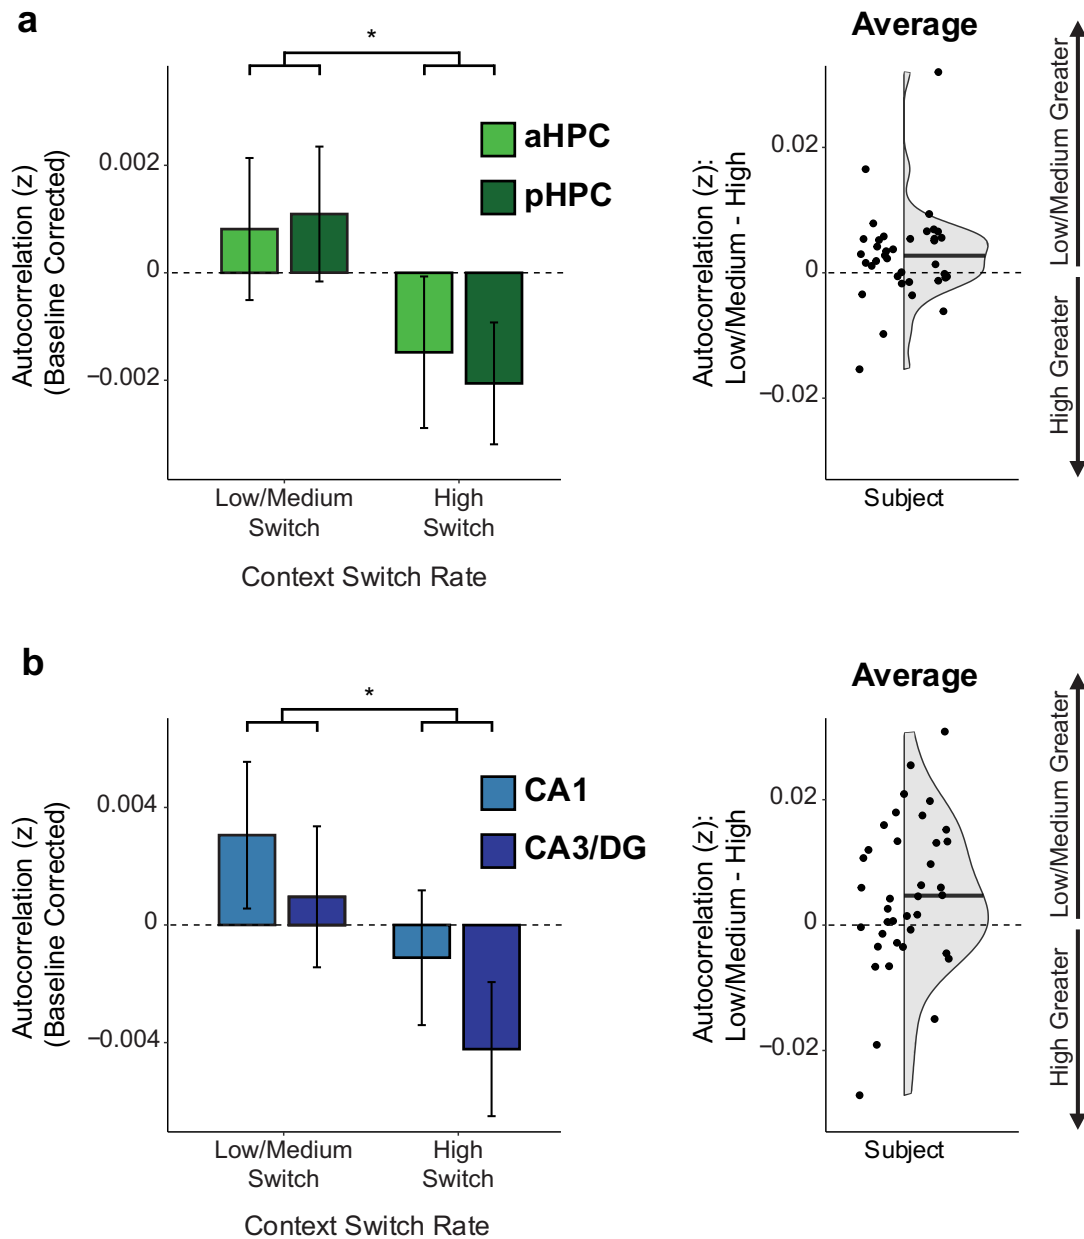 a
*
Autocorrelation (z)
(Baseline Corrected)
0.002
0
−0.002
aHPC
pHPC
Low/Medium
Switch
High
Switch
Context Switch Rate
Average
Autocorrelation (z):
Low/Medium - High
0.02
0
−0.02
Subject
Low/Medium Greater
High Greater
b
*
Autocorrelation (z)
(Baseline Corrected)
0.004
0
−0.004
CA1
CA3/DG
Low/Medium
Switch
High
Switch
Context Switch Rate
Average
Autocorrelation (z):
Low/Medium - High
0.02
0
−0.02
Subject
Low/Medium Greater
High Greater